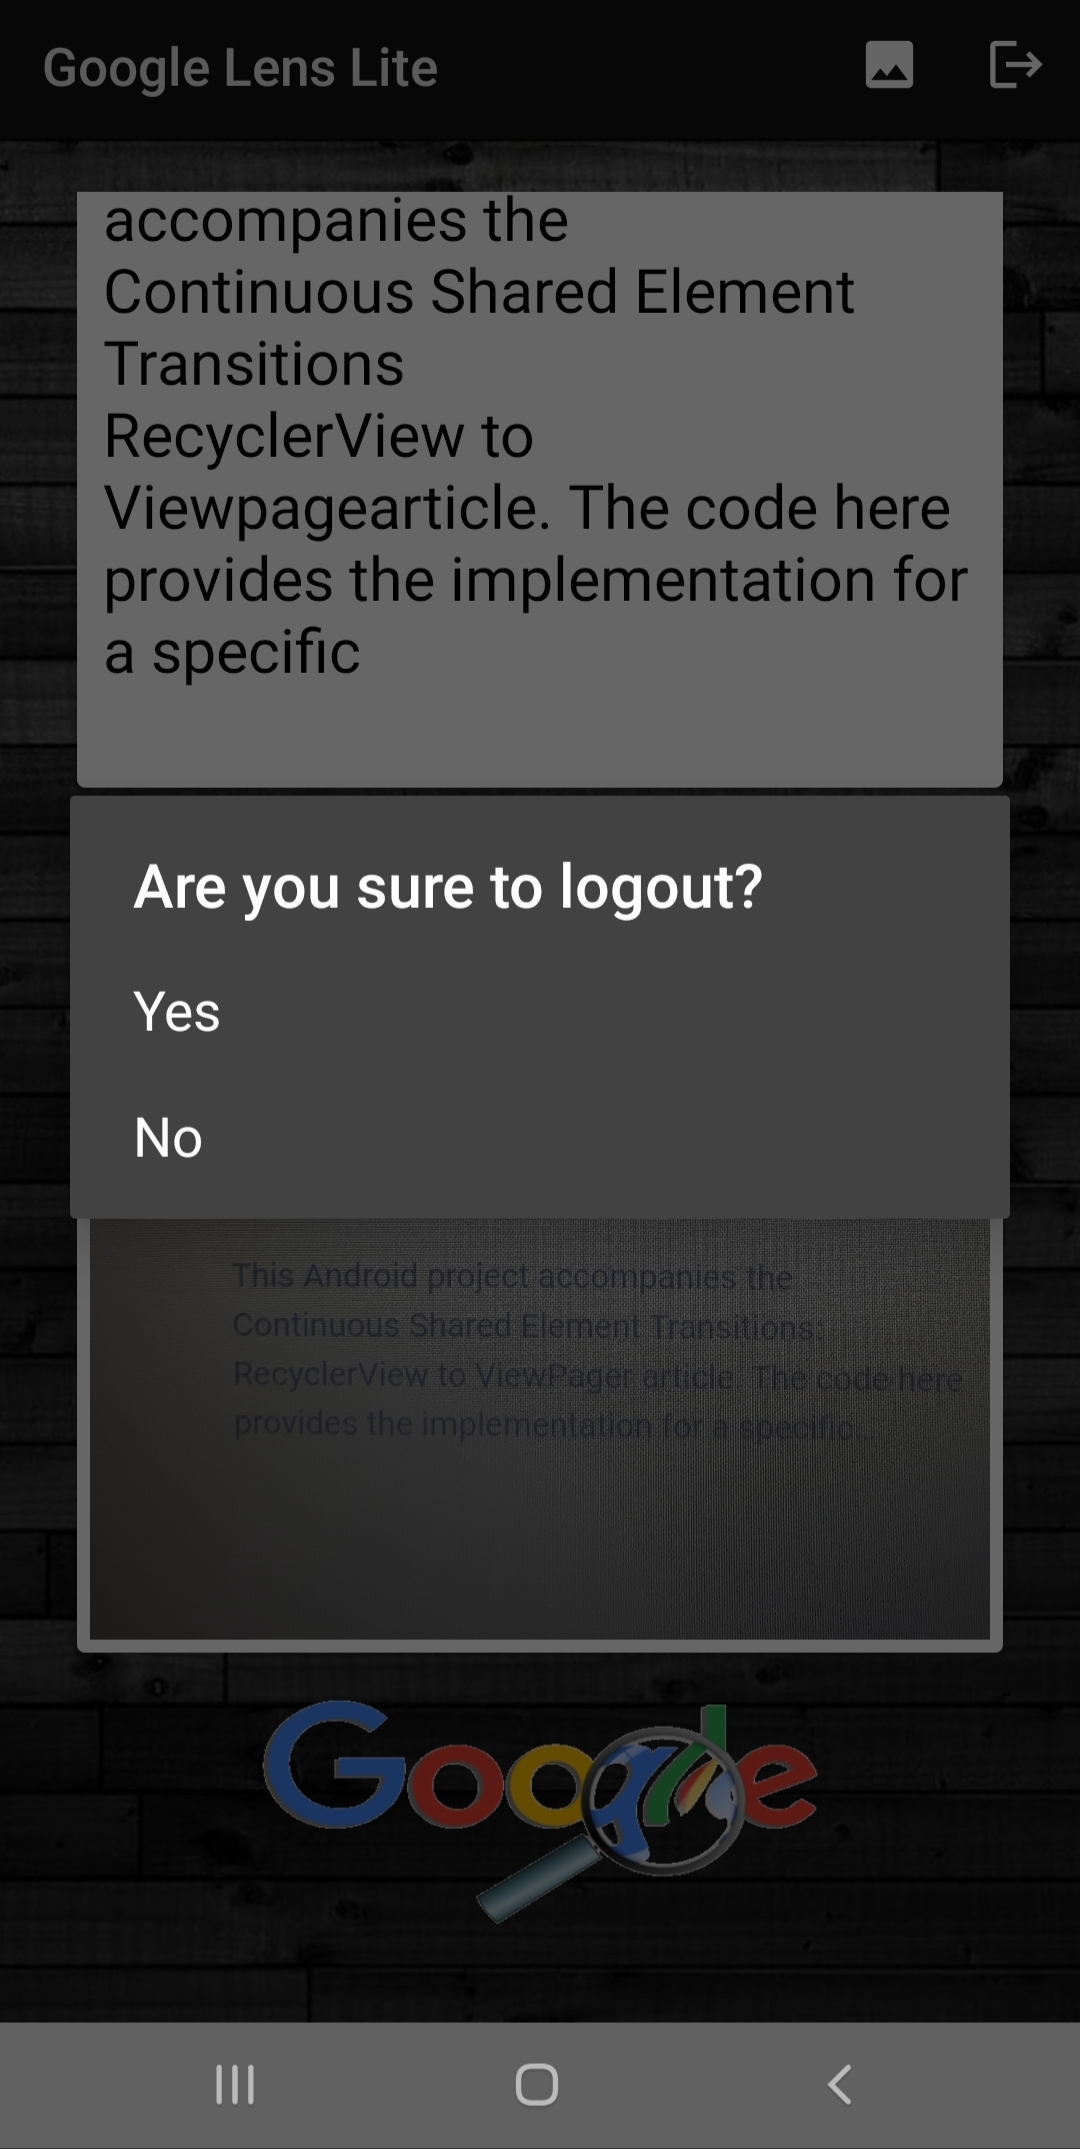 Google Lens Lite
accompanies the
Continuous Shared Element
Transitions
RecyclerView to
Viewpagearticle. The code here
provides the implementation for
a specific
Are you sure to logout?
Yes
No
This Android project accompanies the
Continuous Shared Element Transitions:
RecyclerView to ViewPager article. The code here
provides the implementation for a specific...
Google